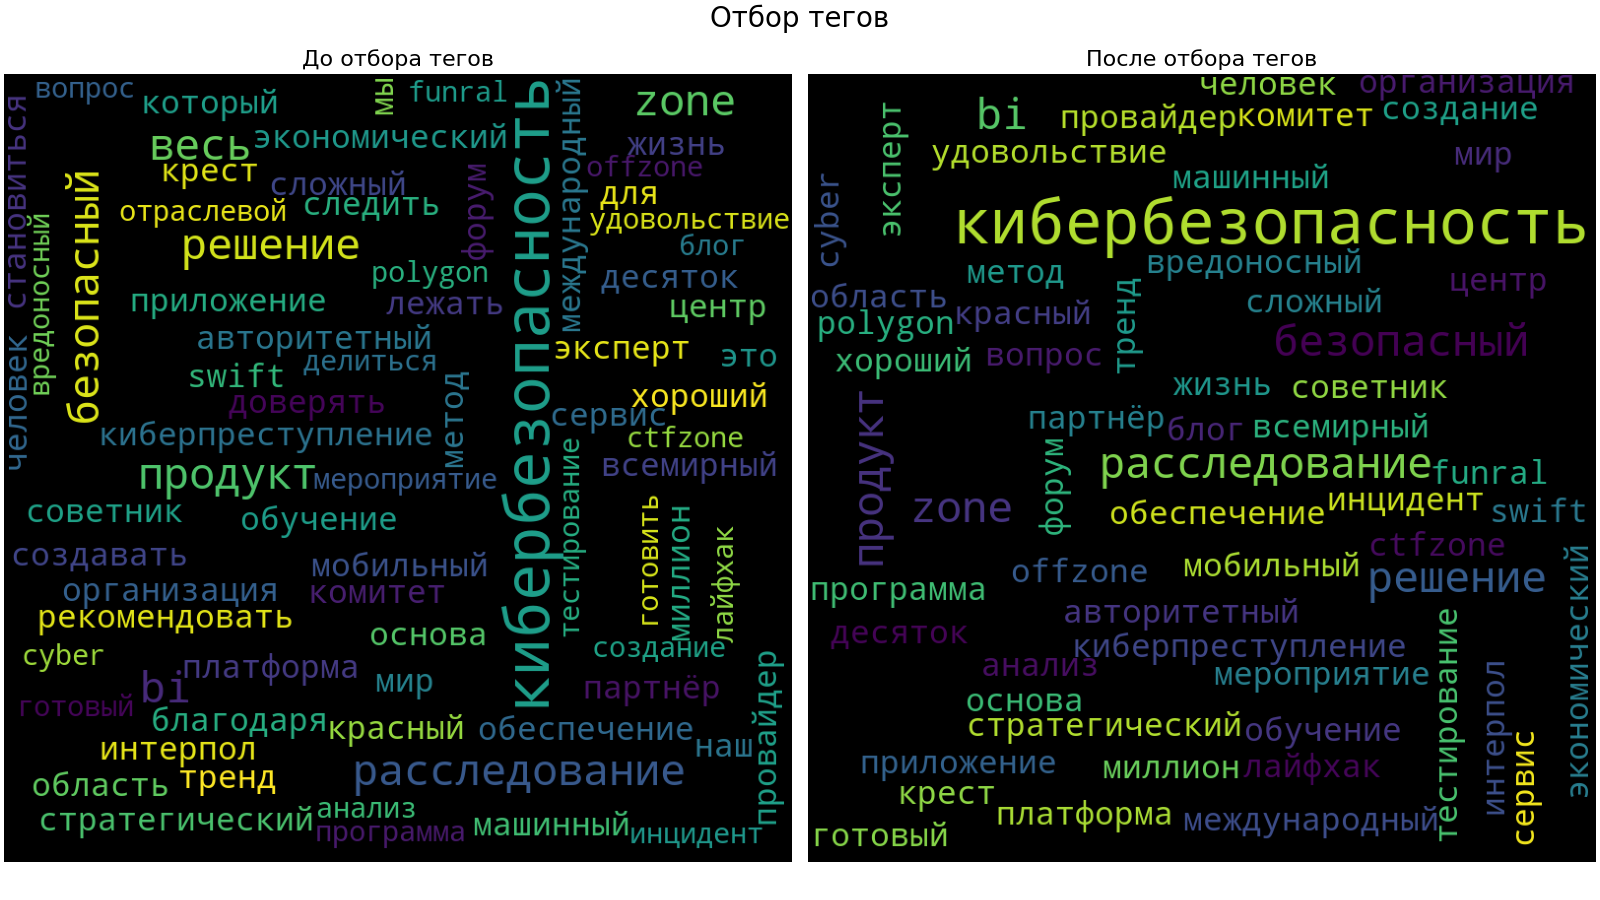 Отбор тегов
До отбора тегов
вопрос
который
мы
funral
zone
весь
экономический
международный
жизнь
offzone
крест
сложный
форум
для
отраслевой
следить
удовольствие
становиться
вредоносный
безопасный
решение
кибербезопасность
блог
polygon
десяток
приложение
лежать
центр
авторитетный
эксперт
это
делиться
swift
человек
доверять
метод
хороший
сервис
киберпреступление
ctfzone
продукт
мероприятие
тестирование
всемирный
советник
обучение
готовить
миллион
лайфхак
создавать
мобильный
организация
комитет
рекомендовать
основа
cyber
создание
платформа
bi
мир
партнёр
провайдер
готовый
благодаря
красный
обеспечение
наш
интерпол
область
тренд
расследование
анализ
стратегический
программа
машинный
инцидент
После отбора тегов
человек
организация
эксперт
bi
провайдер
комитет
создание
удовольствие
мир
cyber
машинный
кибербезопасность
метод
вредоносный
центр
область
красный
тренд
сложный
polygon
безопасный
хороший
вопрос
жизнь
советник
продукт
партнёр
блог
всемирный
форум
расследование
funral
zone
обеспечение
инцидент
swift
ctfzone
offzone
мобильный
решение
экономический
программа
авторитетный
десяток
киберпреступление
тестирование
анализ
мероприятие
интерпол
основа
стратегический
обучение
сервис
приложение
миллион
лайфхак
крест
платформа
международный
готовый